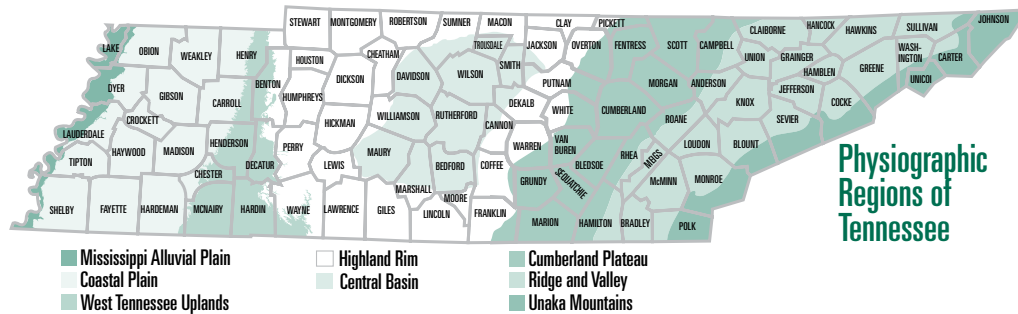 STEWART MONTGOMERY ROBERTSON SUMNER MACON CLAY PICKETT
LAKE OBION WEAKLEY HENRY HOUSTON CHEATHAM TROUSDALE JACKSON OVERTON FENTRESS SCOTT CAMPBELL CLAIBORNE HANCOCK HAWKINS SULLIVAN JOHNSON
DYER GIBSON CARROLL BENTON HUMPHREYS DICKSON DAVIDSON WILSON SMITH PUTNAM MORGAN ANDERSON UNION GRAINGER HAMBLEN GREENE WASH-
INGTON CARTER UNICOI
LAUDERDALE CROCKETT HICKMAN WILLIAMSON RUTHERFORD DEKALB CANNON WHITE CUMBERLAND ROANE KNOX JEFFERSON SEVIER COCKE
TIPTON HAYWOOD MADISON HENDERSON DECATUR PERRY LEWIS MAURY BEDFORD COFFEE WARREN VAN
BUREN BLEDSOE RHEA MEIGS LOUDON BLOUNT
SHELBY FAYETTE HARDEMAN CHESTER MCNAIRY HARDIN WAYNE LAWRENCE GILES MARSHALL LINCOLN MOORE FRANKLIN GRUNDY SEQUATCHIE MARION HAMILTON BRADLEY McMINN MONROE POLK
Physiographic
Regions of
Tennessee
Mississippi Alluvial Plain
Coastal Plain
West Tennessee Uplands
Highland Rim
Central Basin
Cumberland Plateau
Ridge and Valley
Unaka Mountains